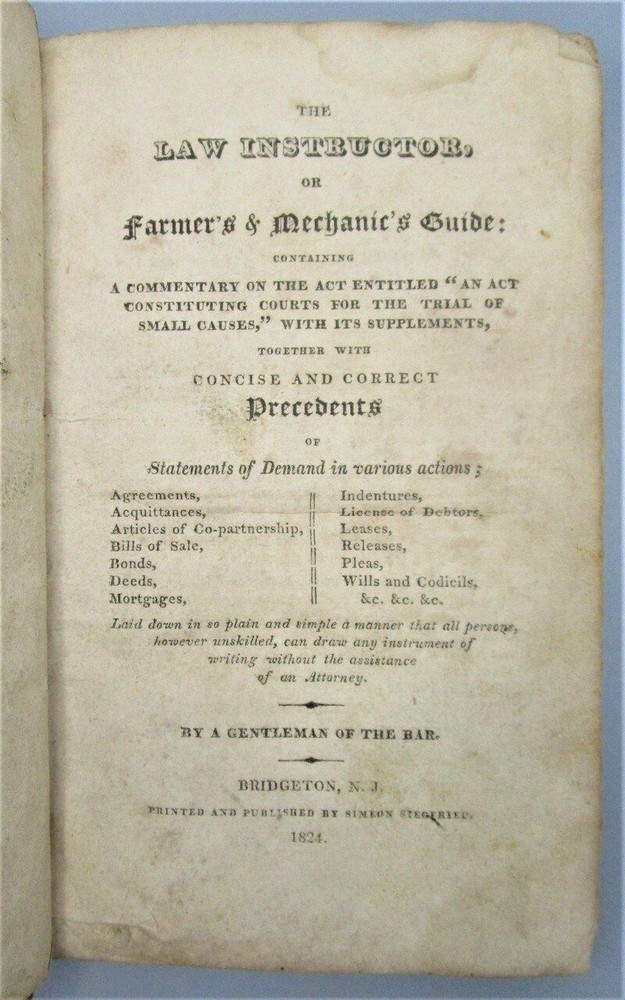 THE
LAW INSTRUCTOR,
OR
Farmer's & Mechanic's Guide:
CONTAINING
A COMMENTARY ON THE ACT ENTITLED "AN ACT
CONSTITUTING COURTS FOR THE TRIAL OF
SMALL CAUSES," WITH ITS SUPPLEMENTS,
TOGETHER WITH
CONCISE AND CORRECT
Precedents
OF
Statements of Demand in various actions;
Agreements,
Acquittances,
Articles of Co-partnership,
Bills of Sale,
Bonds,
Deeds,
Mortgages,
Indentures,
License of Debtors,
Leases,
Releases,
Pleas,
Wills and Codicils,
&c. &c. &c.
Laid down in so plain and simple a manner that all persons,
however unskilled, can draw any instrument of
writing without the assistance
of an Attorney.
BY A GENTLEMAN OF THE BAR.
BRIDGETON, N. J.
PRINTED AND PUBLISHED BY SIMEON SIEGFRIED.
1824.